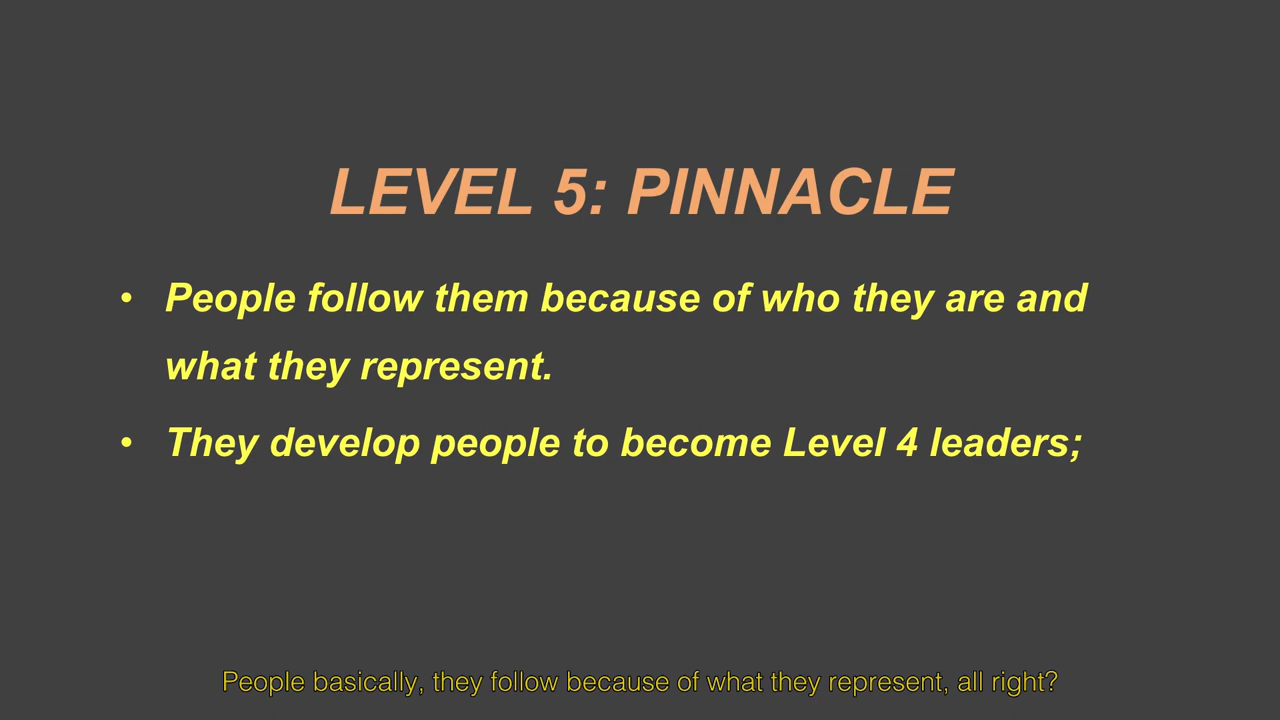 LEVEL 5: PINNACLE
• People follow them because of who they are and
what they represent.
• They develop people to become Level 4 leaders;
People basically, they follow because of what they represent, all right?